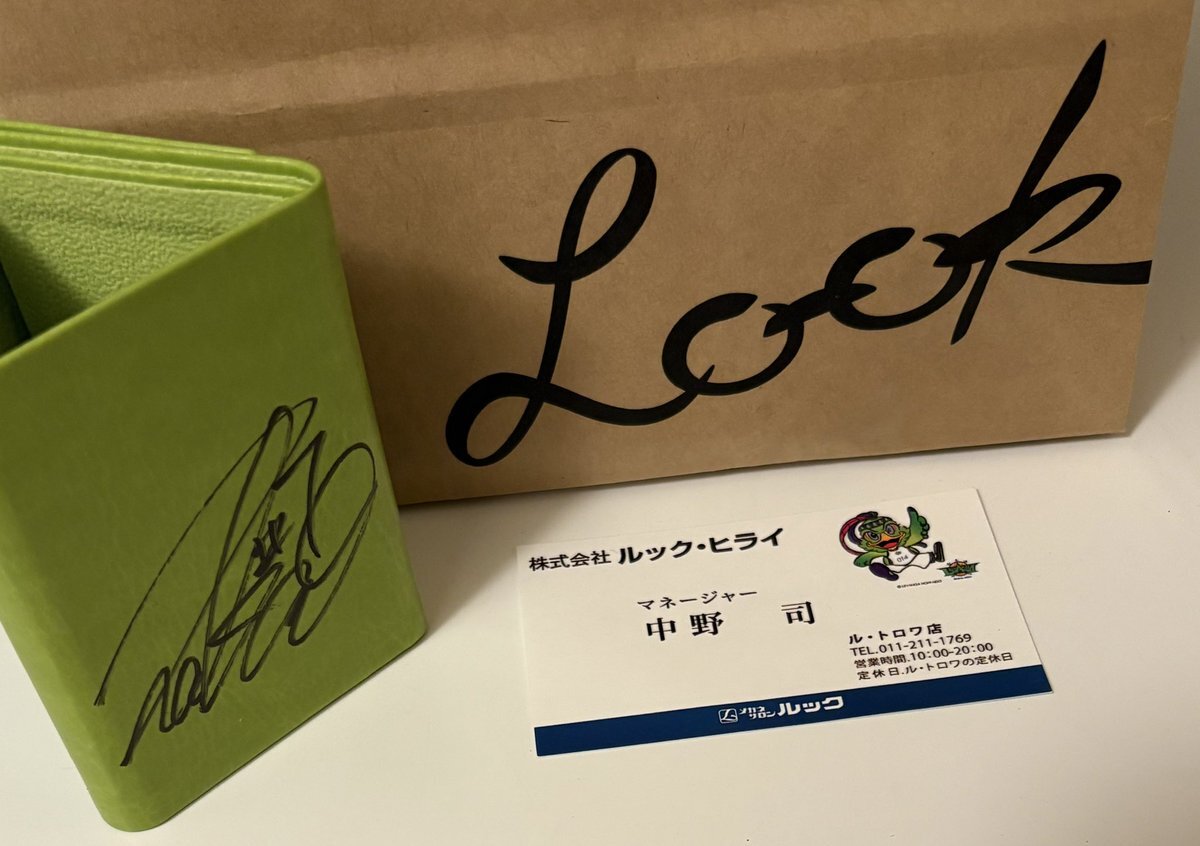 Look
株式会社 ルック・ヒライ
マネージャー
中野 司
ル・トロワ店
TEL.011-211-1769
営業時間.10:00-20:00
定休日.ル・トロワの定休日
メガネサロン ルック